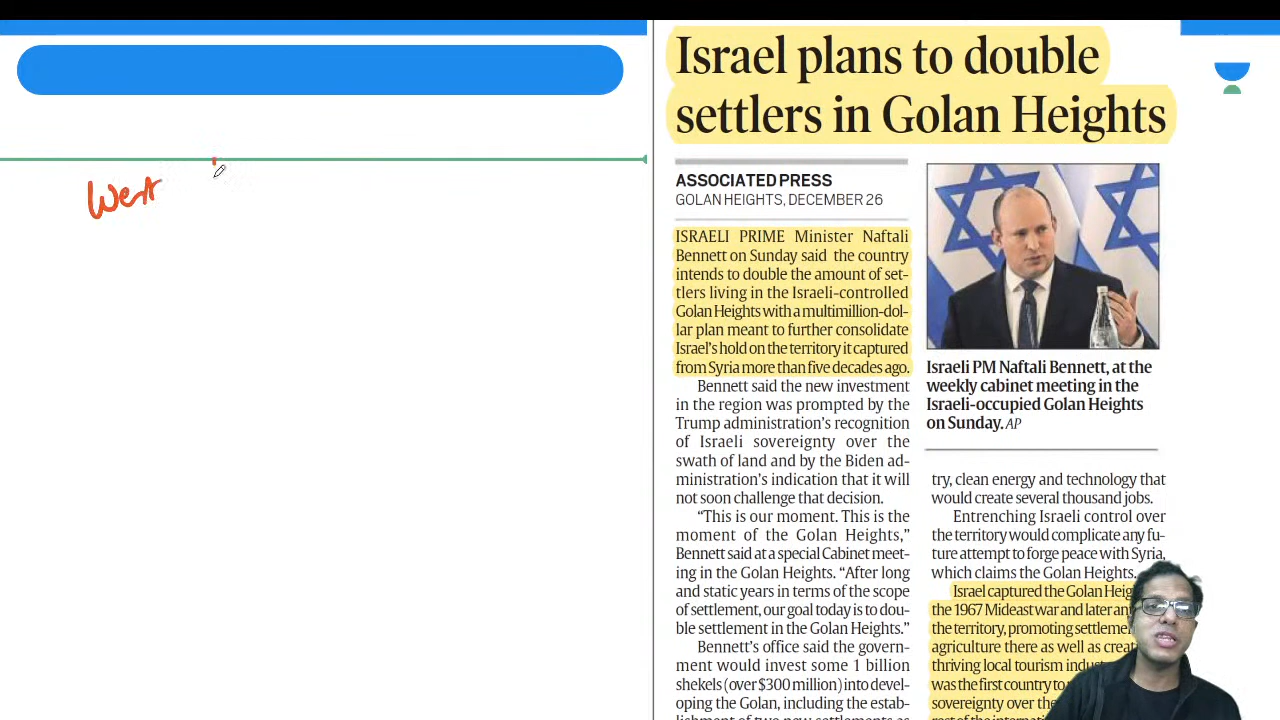 West
Israel plans to double
settlers in Golan Heights
ASSOCIATED PRESS
GOLAN HEIGHTS, DECEMBER 26
ISRAELI PRIME Minister Naftali
Bennett on Sunday said the country
intends to double the amount of set-
tlers living in the Israeli-controlled
Golan Heights with a multimillion-dol-
lar plan meant to further consolidate
Israel's hold on the territory it captured
from Syria more than five decades ago.
Bennett said the new investment
in the region was prompted by the
Trump administration's recognition
of Israeli sovereignty over the
swath of land and by the Biden ad-
ministration's indication that it will
not soon challenge that decision.
“This is our moment. This is the
moment of the Golan Heights,”
Bennett said at a special Cabinet meet-
ing in the Golan Heights. “After long
and static years in terms of the scope
of settlement, our goal today is to dou-
ble settlement in the Golan Heights.”
Bennett's office said the govern-
ment would invest some 1 billion
shekels (over $300 million) into devel-
oping the Golan, including the estab-
lishment of two new settlements as
Israeli PM Naftali Bennett, at the
weekly cabinet meeting in the
Israeli-occupied Golan Heights
on Sunday. AP
try, clean energy and technology that
would create several thousand jobs.
Entrenching Israeli control over
the territory would complicate any fu-
ture attempt to forge peace with Syria,
which claims the Golan Heights.
Israel captured the Golan
the 1967 Mideast war and later
the territory, promoting
agriculture there as well as
thriving local tourism
was the first country to
sovereignty over the
rest of the